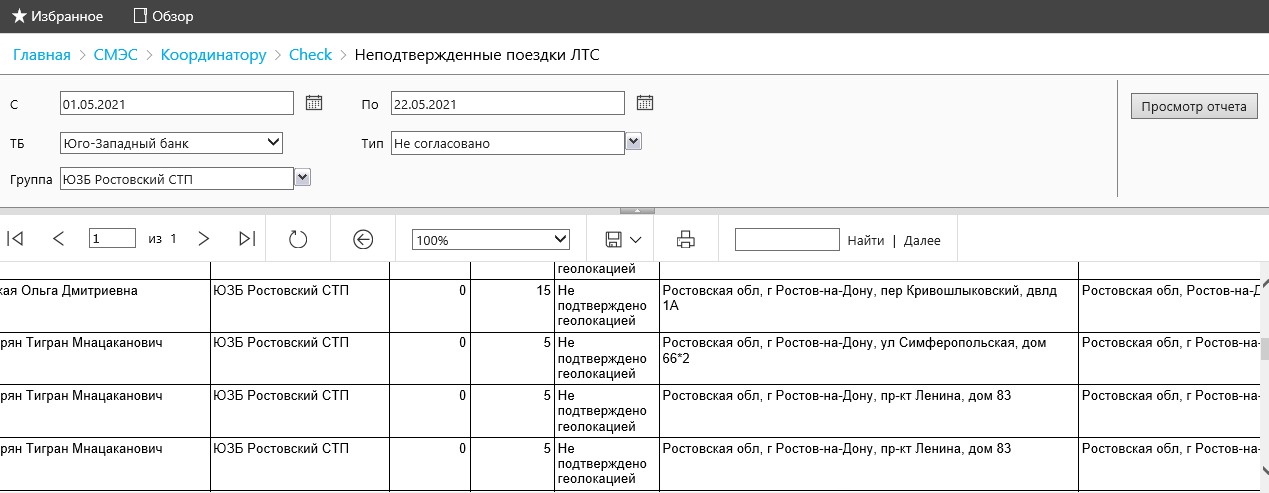 Избранное Обзор
Главная > СМЭС > Координатору > Check > Неподтвержденные поездки ЛТС
С 01.05.2021 По 22.05.2021 Просмотр отчета
ТБ Юго-Западный банк Тип Не согласовано
Группа ЮЗБ Ростовский СТП
1 из 1 100% Найти | Далее
геолокацией
кая Ольга Дмитриевна ЮЗБ Ростовский СТП 0 15 Не Ростовская обл, г Ростов-на-Дону, пер Кривошлыковский, двлд Ростовская обл, Ростов-на-Д
подтверждено 1А
геолокацией
рян Тигран Мнацаканович ЮЗБ Ростовский СТП 0 5 Не Ростовская обл, г Ростов-на-Дону, ул Симферопольская, дом Ростовская обл, г Ростов-на-
подтверждено 66*2
геолокацией
рян Тигран Мнацаканович ЮЗБ Ростовский СТП 0 5 Не Ростовская обл, г Ростов-на-Дону, пр-кт Ленина, дом 83 Ростовская обл, г Ростов-на-
подтверждено
геолокацией
рян Тигран Мнацаканович ЮЗБ Ростовский СТП 0 5 Не Ростовская обл, г Ростов-на-Дону, пр-кт Ленина, дом 83 Ростовская обл, г Ростов-на-
подтверждено
геолокацией